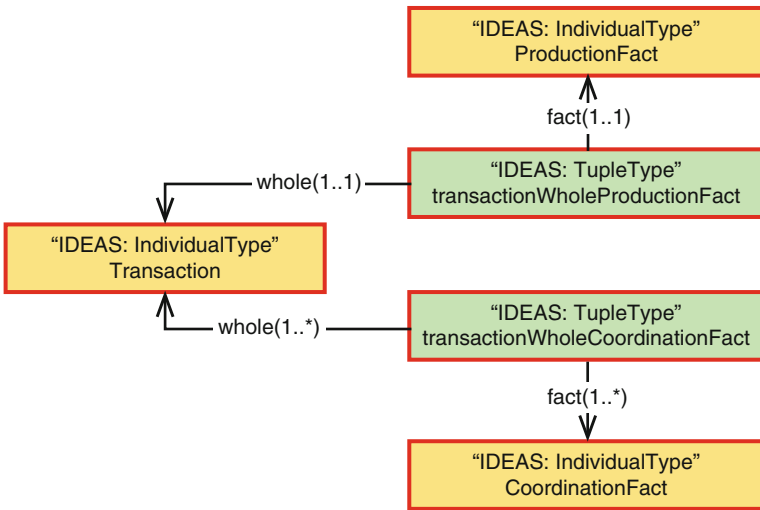 “IDEAS: IndividualType”
ProductionFact
fact(1..1)
“IDEAS: TupleType”
transactionWholeProductionFact
whole(1..1)
“IDEAS: IndividualType”
Transaction
“IDEAS: TupleType”
transactionWholeCoordinationFact
whole(1..*)
fact(1..*)
“IDEAS: IndividualType”
CoordinationFact